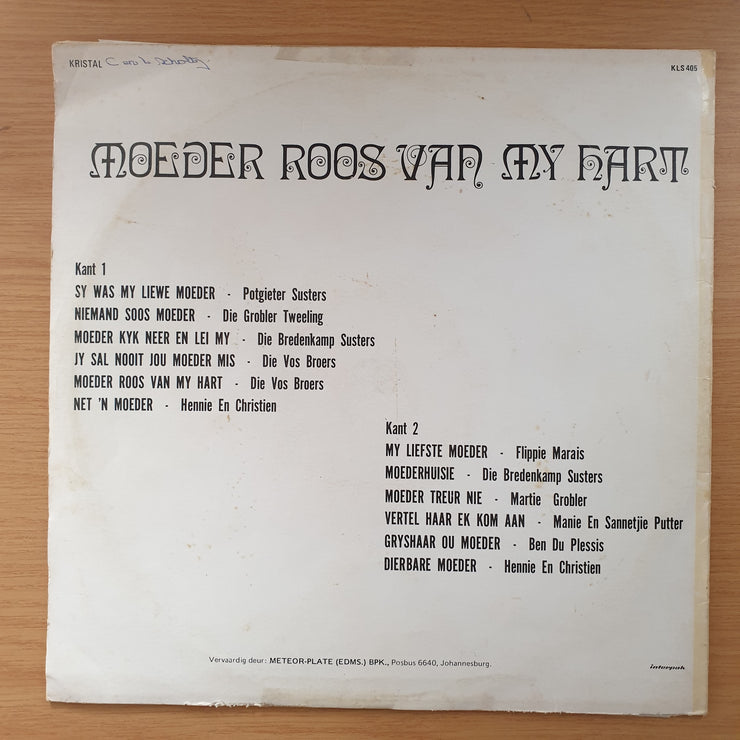 KRISTAL
KLS 405
MOEDER ROOS VAN MY HART
Kant 1
SY WAS MY LIEWE MOEDER - Potgieter Susters
NIEMAND SOOS MOEDER - Die Grobler Tweeling
MOEDER KYK NEER EN LEI MY - Die Bredenkamp Susters
JY SAL NOOIT JOU MOEDER MIS - Die Vos Broers
MOEDER ROOS VAN MY HART - Die Vos Broers
NET 'N MOEDER - Hennie En Christien
Kant 2
MY LIEFSTE MOEDER - Flippie Marais
MOEDERHUISIE - Die Bredenkamp Susters
MOEDER TREUR NIE - Martie Grobler
VERTEL HAAR EK KOM AAN - Manie En Sannetjie Putter
GRYSHAAR OU MOEDER - Ben Du Plessis
DIERBARE MOEDER - Hennie En Christien
Vervaardig deur: METEOR-PLATE (EDMS.) BPK., Posbus 6640, Johannesburg.
interpak